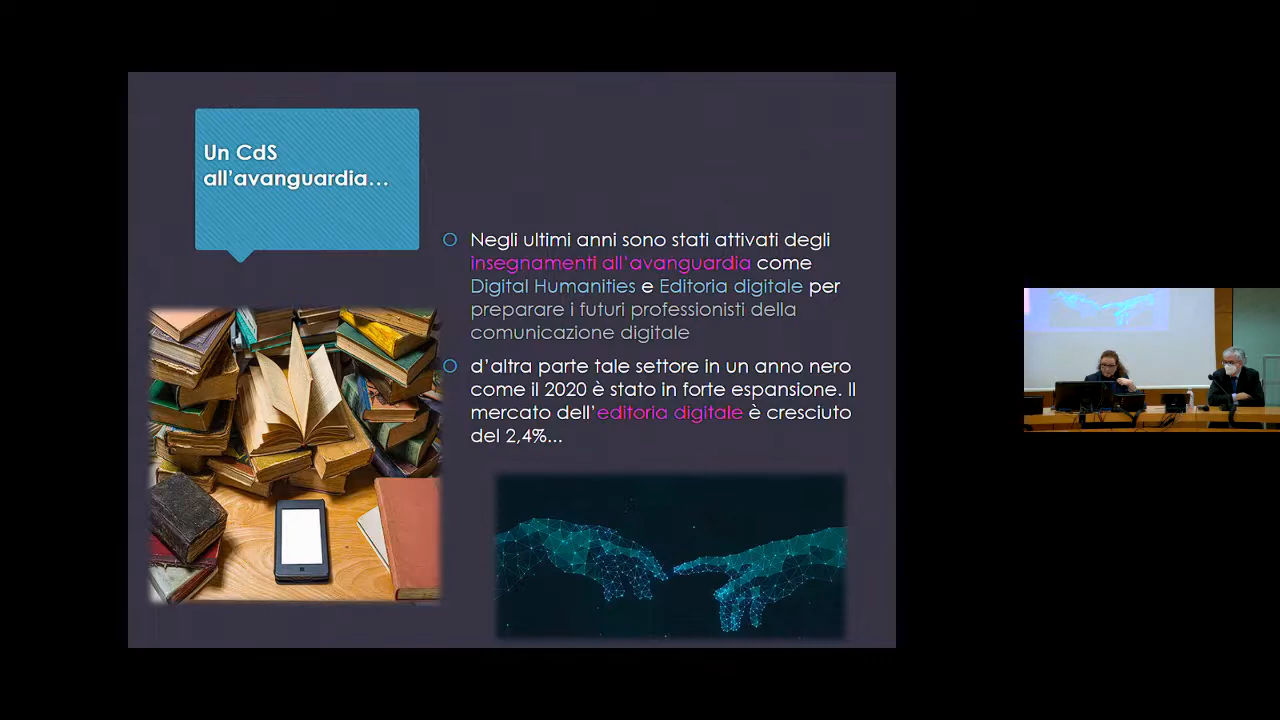 Un CdS
all'avanguardia…
Negli ultimi anni sono stati attivati degli
insegnamenti all'avanguardia come
Digital Humanities e Editoria digitale per
preparare i futuri professionisti della
comunicazione digitale
d'altra parte tale settore in un anno nero
come il 2020 è stato in forte espansione. Il
mercato dell'editoria digitale è cresciuto
del 2,4%...